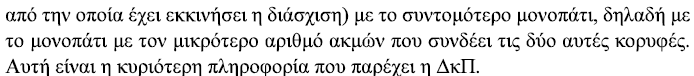 από την οποία έχει εκκινήσει η διάσχιση) με το συντομότερο μονοπάτι, δηλαδή με
το μονοπάτι με τον μικρότερο αριθμό ακμών που συνδέει τις δύο αυτές κορυφές.
Αυτή είναι η κυριότερη πληροφορία που παρέχει η ΔκΠ.